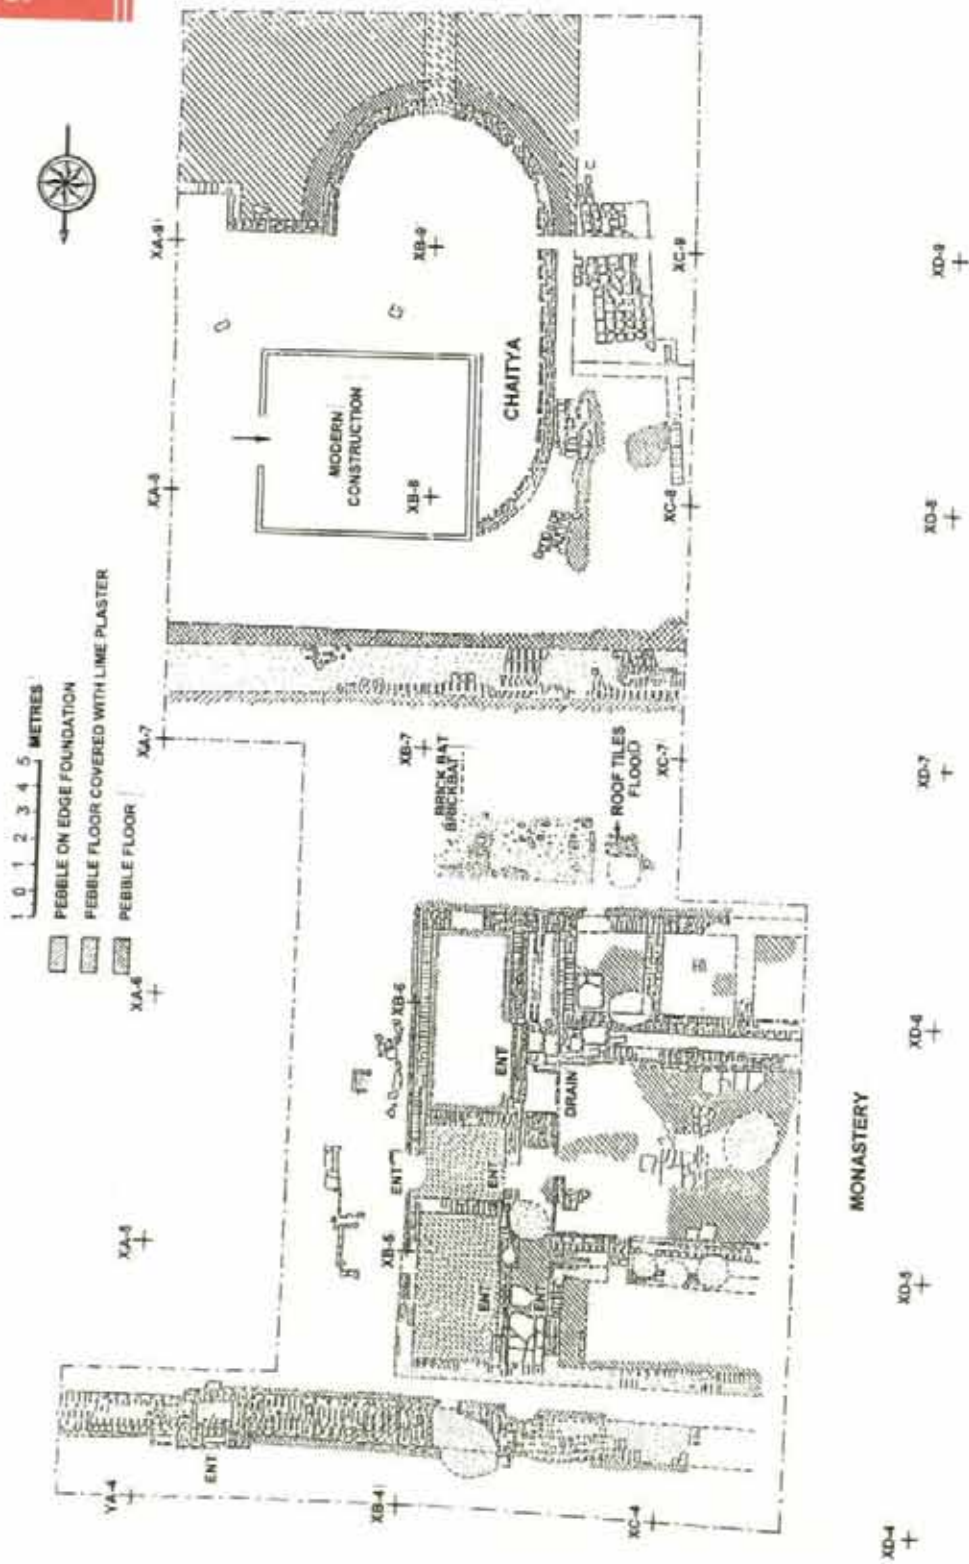 1 0 1 2 3 4 5 METRES
PEBBLE ON EDGE FOUNDATION
PEBBLE FLOOR COVERED WITH LIME PLASTER
PEBBLE FLOOR
YA-4
XA-5
XA-6
XA-7
XA-8
XA-9
XB-4
XB-5
XB-6
XB-7
XB-8
XB-9
XC-4
XC-7
XC-8
XC-9
XD-4
XD-5
XD-6
XD-7
XD-8
XD-9
MODERN
CONSTRUCTION
CHAITYA
BRICK BAT
BRICKBAT
ROOF TILES
FLOOD
ENT
ENT
ENT
ENT
ENT
ENT
DRAIN
MONASTERY